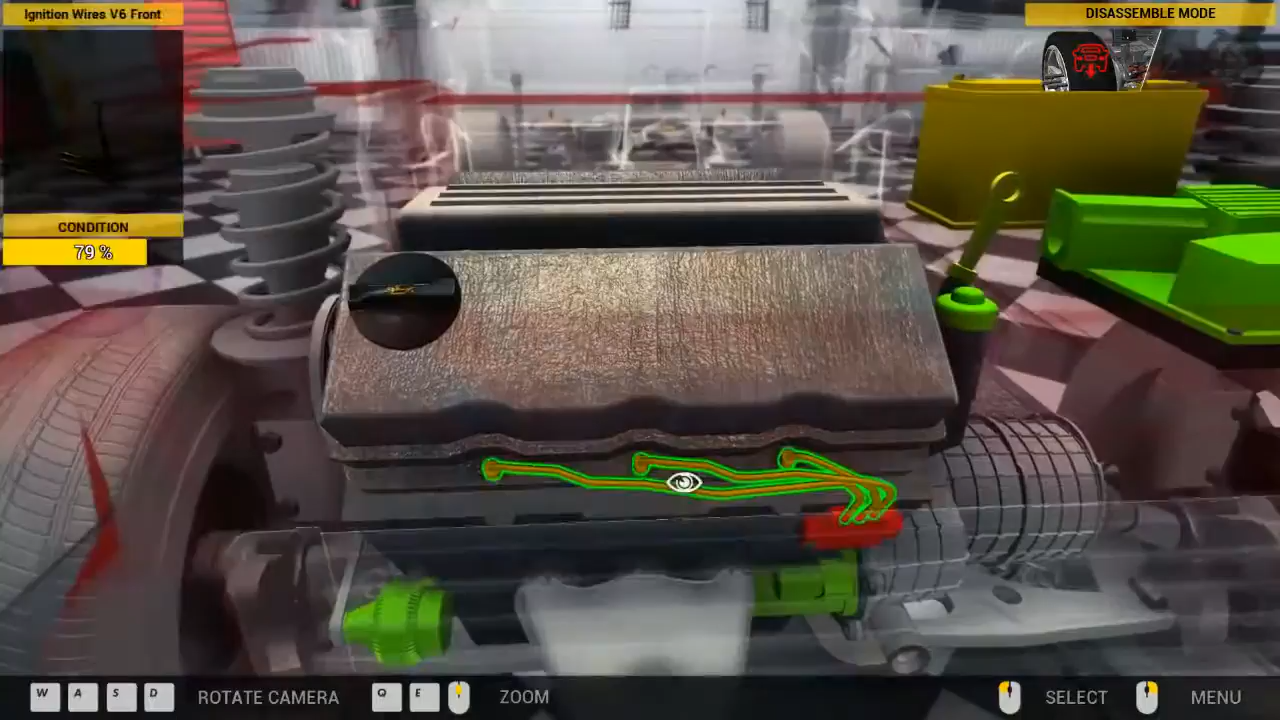 Ignition Wires V6 Front
DISASSEMBLE MODE
CONDITION
79 %
W A S D ROTATE CAMERA Q E ZOOM SELECT MENU